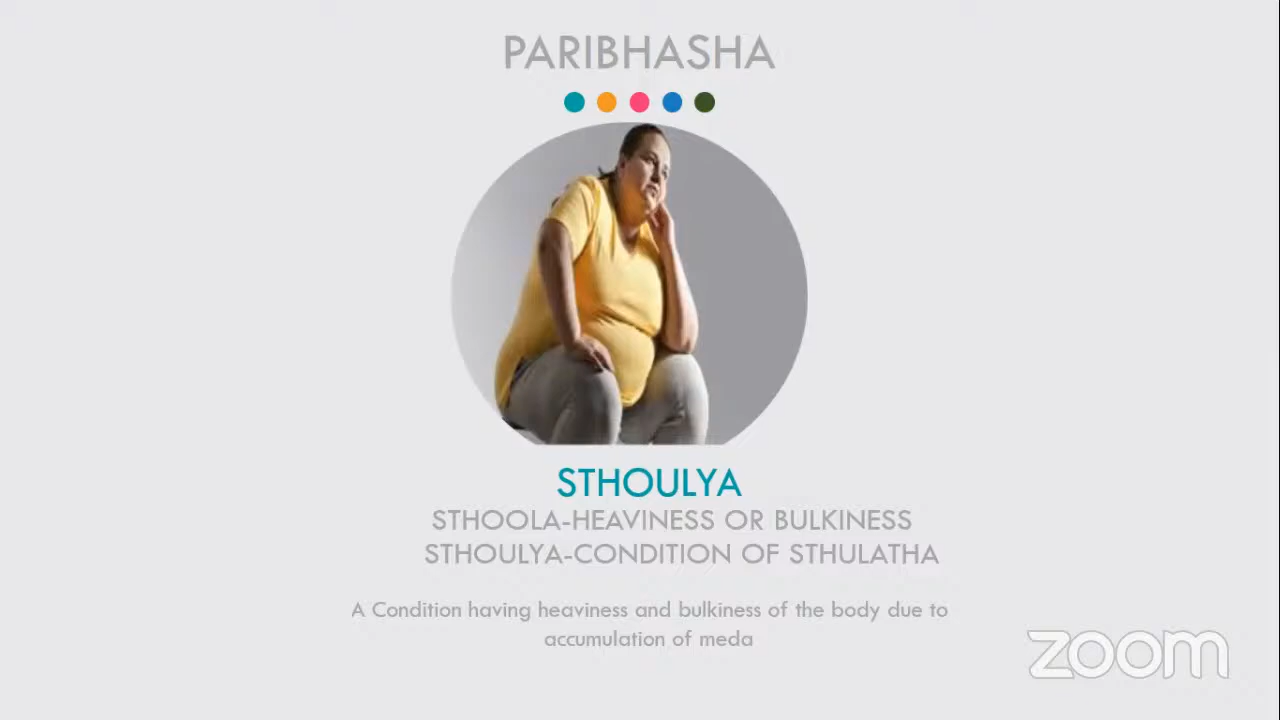 PARIBHASHA
STHOULYA
STHOOLA-HEAVINESS OR BULKINESS
STHOULYA-CONDITION OF STHULATHA
A Condition having heaviness and bulkiness of the body due to
accumulation of meda
zoom